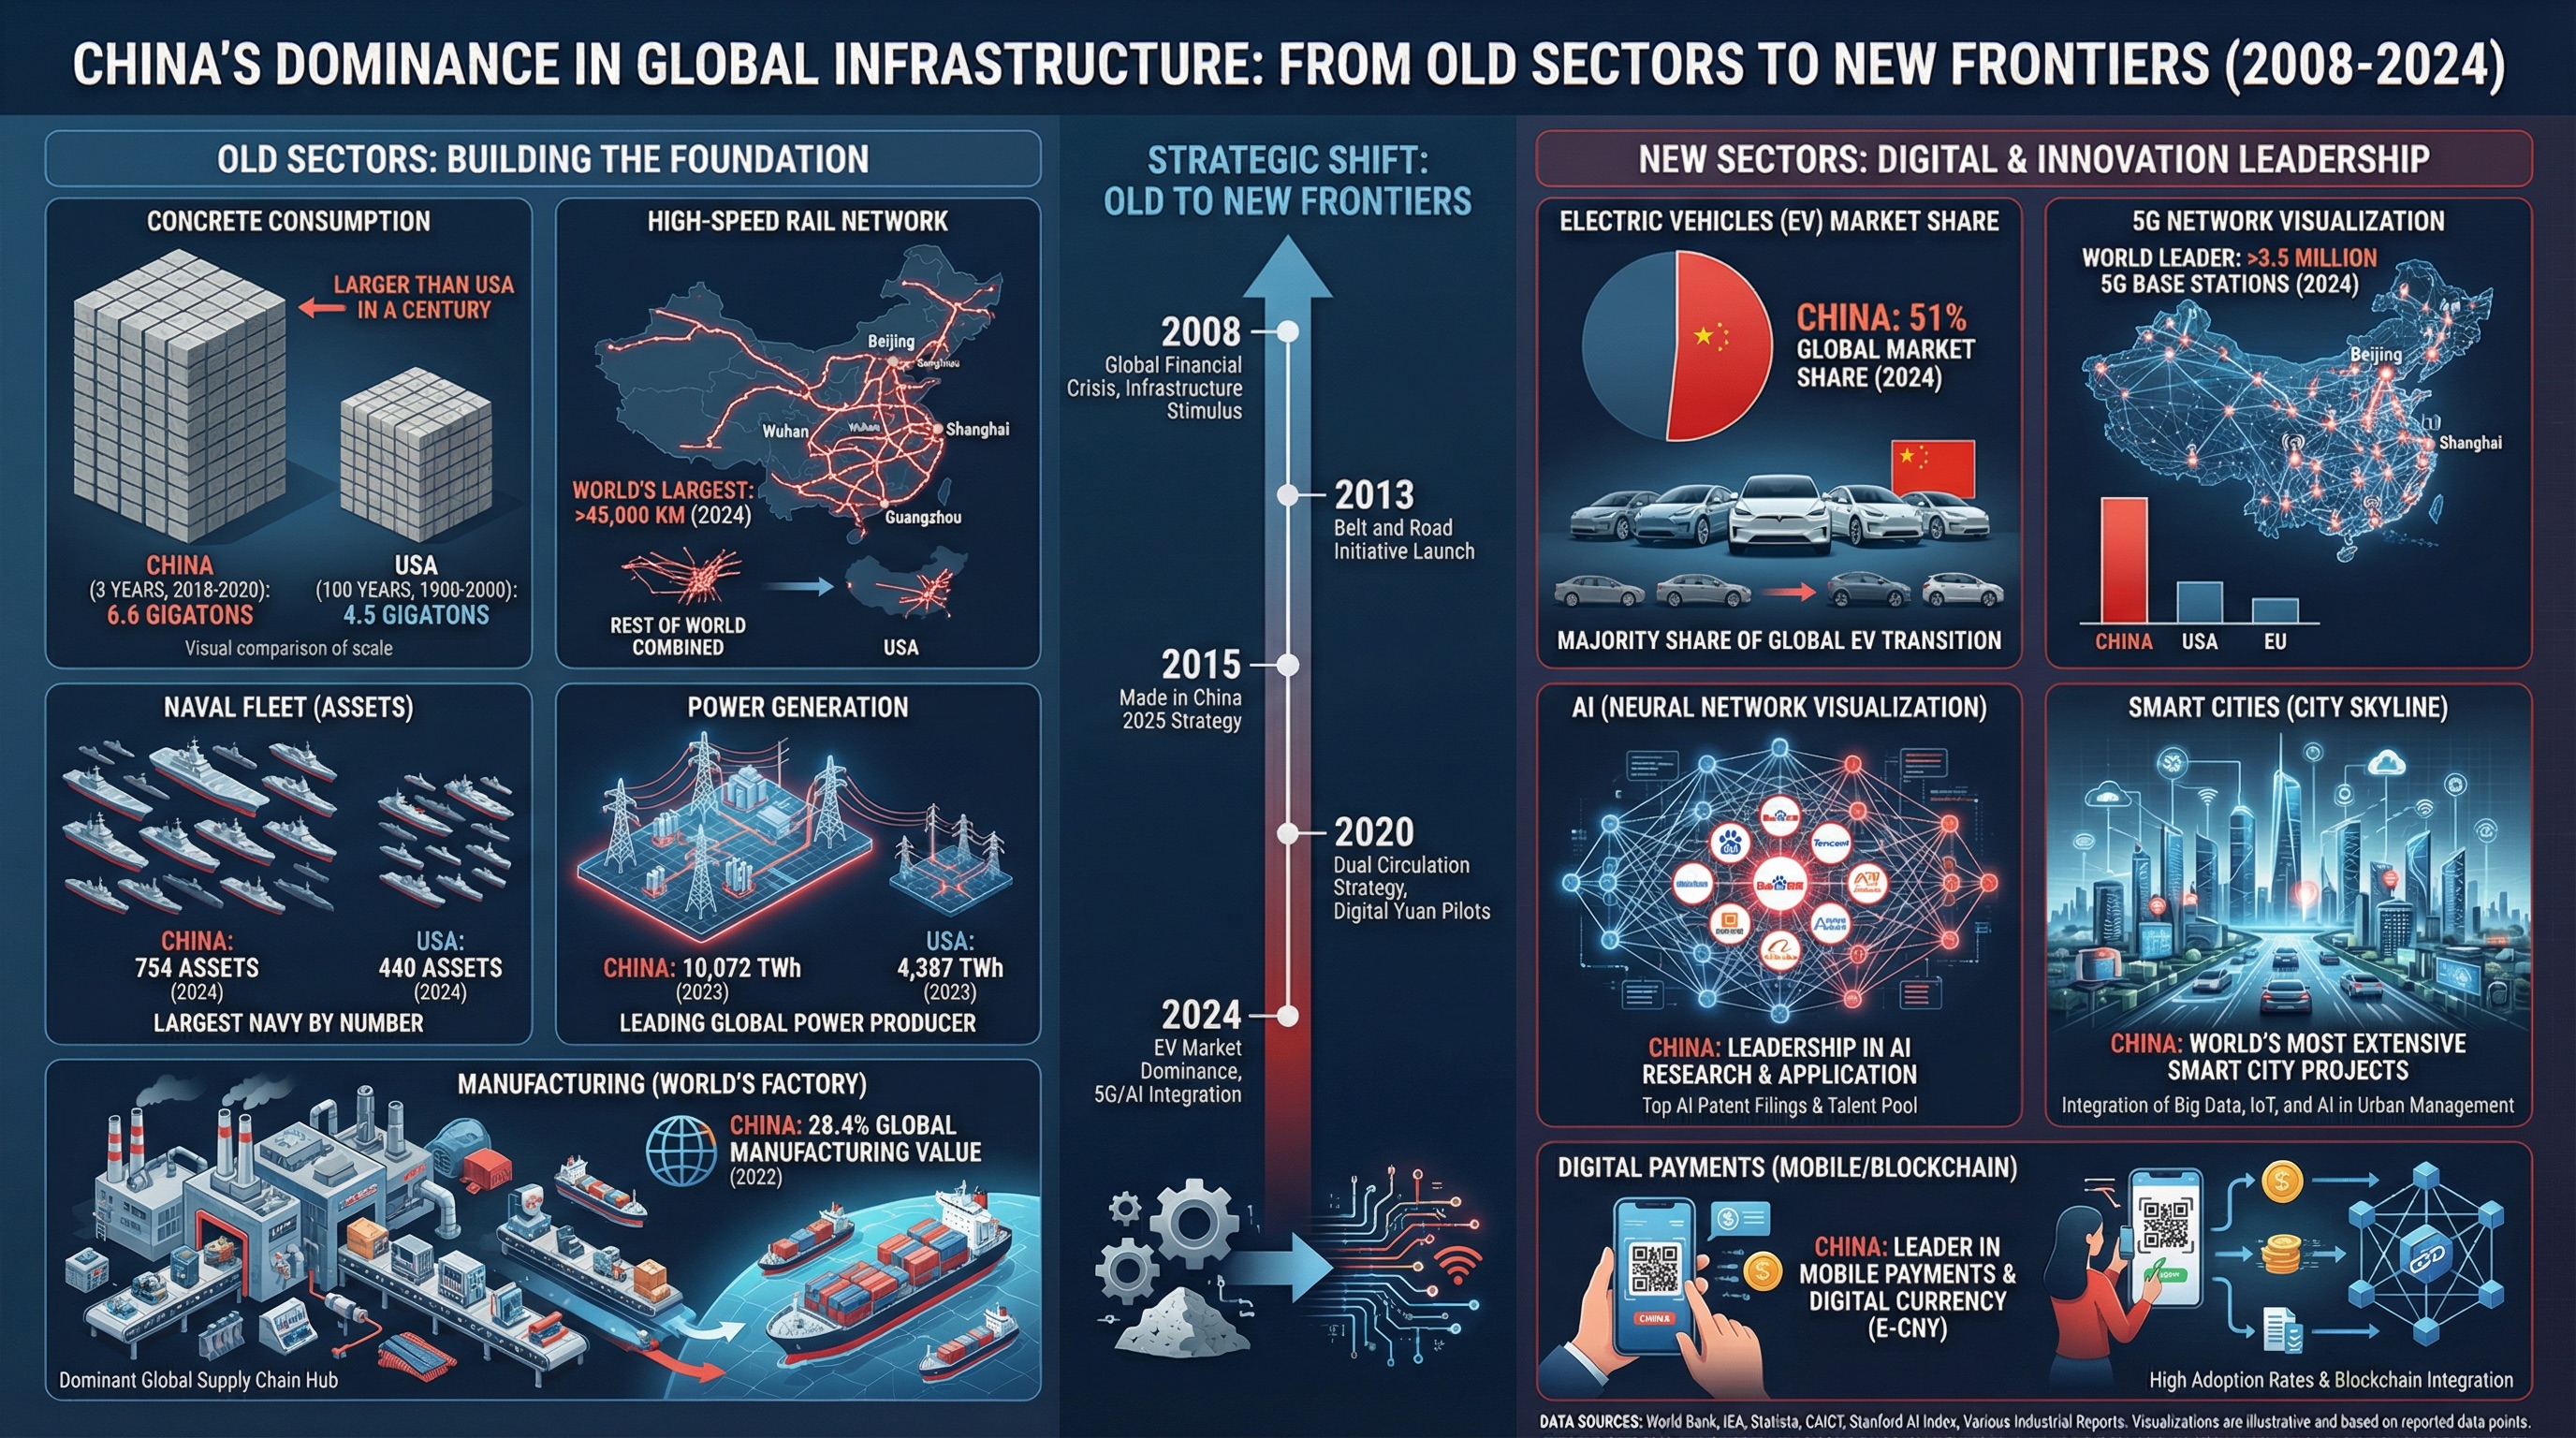 CHINA'S DOMINANCE IN GLOBAL INFRASTRUCTURE: FROM OLD SECTORS TO NEW FRONTIERS (2008-2024)
OLD SECTORS: BUILDING THE FOUNDATION
CONCRETE CONSUMPTION
LARGER THAN USA
IN A CENTURY
CHINA
(3 YEARS, 2018-2020):
6.6 GIGATONS
USA
(100 YEARS, 1900-2000):
4.5 GIGATONS
Visual comparison of scale
HIGH-SPEED RAIL NETWORK
Beijing
Wuhan
Shanghai
Guangzhou
WORLD'S LARGEST:
>45,000 KM (2024)
REST OF WORLD
COMBINED
USA
NAVAL FLEET (ASSETS)
CHINA:
754 ASSETS
(2024)
USA:
440 ASSETS
(2024)
LARGEST NAVY BY NUMBER
POWER GENERATION
CHINA: 10,072 TWh
(2023)
USA:
4,387 TWh
(2023)
LEADING GLOBAL POWER PRODUCER
MANUFACTURING (WORLD'S FACTORY)
CHINA: 28.4% GLOBAL
MANUFACTURING VALUE
(2022)
Dominant Global Supply Chain Hub
STRATEGIC SHIFT:
OLD TO NEW FRONTIERS
2008
Global Financial
Crisis, Infrastructure
Stimulus
2013
Belt and Road
Initiative Launch
2015
Made in China
2025 Strategy
2020
Dual Circulation
Strategy,
Digital Yuan Pilots
2024
EV Market
Dominance,
5G/AI Integration
NEW SECTORS: DIGITAL & INNOVATION LEADERSHIP
ELECTRIC VEHICLES (EV) MARKET SHARE
CHINA: 51%
GLOBAL MARKET
SHARE (2024)
MAJORITY SHARE OF GLOBAL EV TRANSITION
5G NETWORK VISUALIZATION
WORLD LEADER: >3.5 MILLION
5G BASE STATIONS (2024)
Beijing
Shanghai
CHINA
USA
EU
AI (NEURAL NETWORK VISUALIZATION)
CHINA: LEADERSHIP IN AI
RESEARCH & APPLICATION
Top AI Patent Filings & Talent Pool
SMART CITIES (CITY SKYLINE)
CHINA: WORLD'S MOST EXTENSIVE
SMART CITY PROJECTS
Integration of Big Data, IoT, and AI in Urban Management
DIGITAL PAYMENTS (MOBILE/BLOCKCHAIN)
CHINA: LEADER IN
MOBILE PAYMENTS &
DIGITAL CURRENCY
(E-CNY)
High Adoption Rates & Blockchain Integration
DATA SOURCES: World Bank, IEA, Statista, CAICT, Stanford AI Index, Various Industrial Reports. Visualizations are illustrative and based on reported data points.